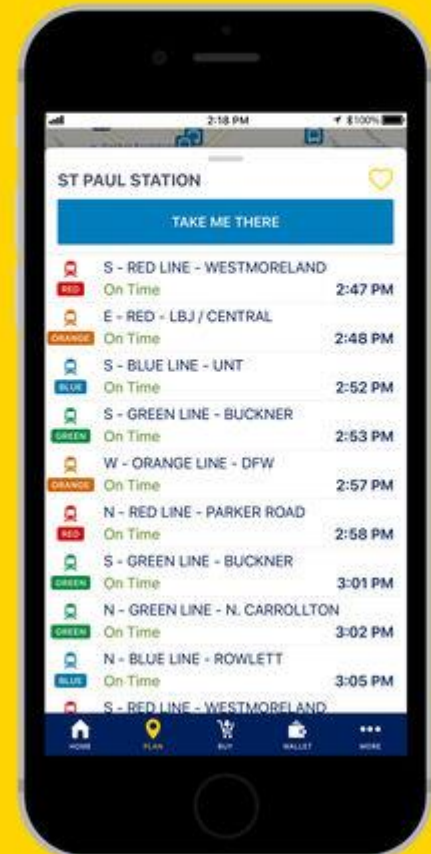 2:18 PM
100%
ST PAUL STATION
TAKE ME THERE
S - RED LINE - WESTMORELAND
RED
On Time
2:47 PM
E - RED - LBJ / CENTRAL
ORANGE
On Time
2:48 PM
S - BLUE LINE - UNT
BLUE
On Time
2:52 PM
S - GREEN LINE - BUCKNER
GREEN
On Time
2:53 PM
W - ORANGE LINE - DFW
ORANGE
On Time
2:57 PM
N - RED LINE - PARKER ROAD
RED
On Time
2:58 PM
S - GREEN LINE - BUCKNER
GREEN
On Time
3:01 PM
N - GREEN LINE - N. CARROLLTON
GREEN
On Time
3:02 PM
N - BLUE LINE - ROWLETT
BLUE
On Time
3:05 PM
S - RED LINE - WESTMORELAND
HOME
PLAN
BUY
WALLET
MORE